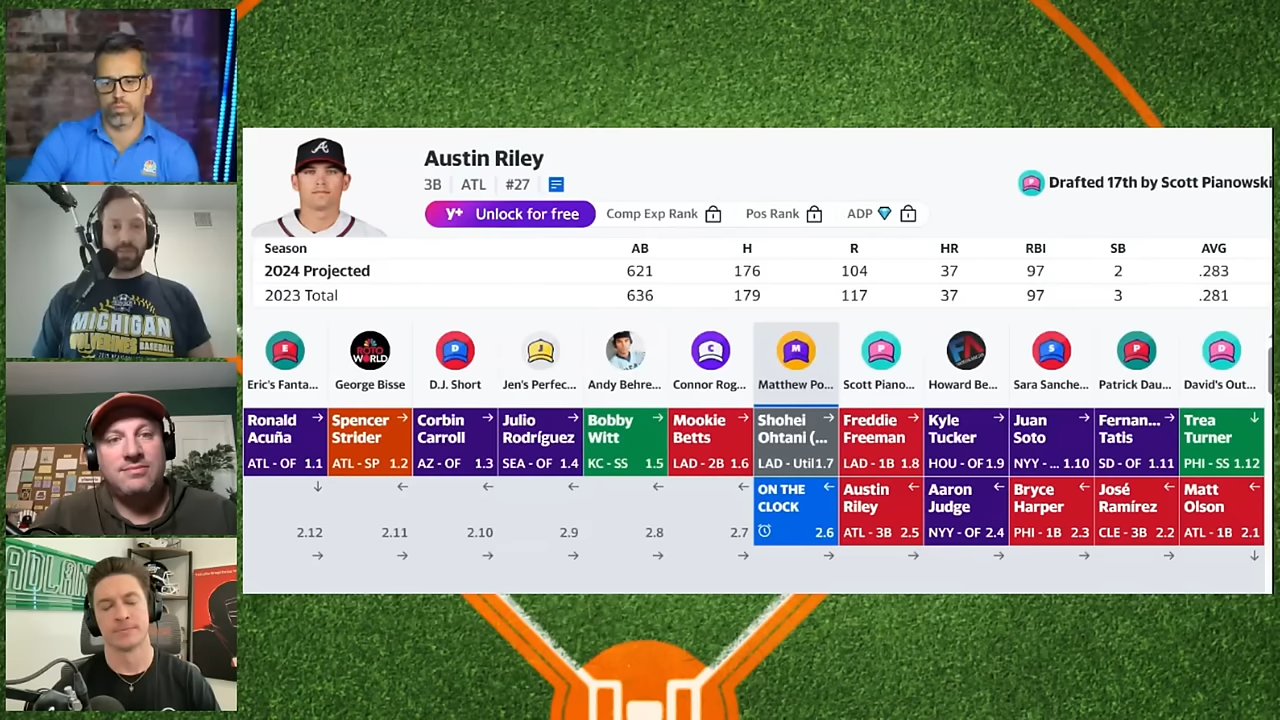 Austin Riley
3B ATL #27
y+ Unlock for free Comp Exp Rank Pos Rank ADP
Drafted 17th by Scott Pianowski
Season AB H R HR RBI SB AVG
2024 Projected 621 176 104 37 97 2 .283
2023 Total 636 179 117 37 97 3 .281
Eric's Fanta... George Bisse D.J. Short Jen's Perfec... Andy Behre... Connor Rog... Matthew Po... Scott Piano... Howard Be... Sara Sanche... Patrick Dau... David's Out...
Ronald Spencer Corbin Julio Bobby Mookie Shohei Freddie Kyle Juan Fernan... Trea
Acuña Strider Carroll Rodríguez Witt Betts Ohtani (... Freeman Tucker Soto Tatis Turner
ATL - OF 1.1 ATL - SP 1.2 AZ - OF 1.3 SEA - OF 1.4 KC - SS 1.5 LAD - 2B 1.6 LAD - Util 1.7 LAD - 1B 1.8 HOU - OF 1.9 NYY - ... 1.10 SD - OF 1.11 PHI - SS 1.12
ON THE Austin Aaron Bryce José Matt
CLOCK Riley Judge Harper Ramírez Olson
2.12 2.11 2.10 2.9 2.8 2.7 2.6 ATL - 3B 2.5 NYY - OF 2.4 PHI - 1B 2.3 CLE - 3B 2.2 ATL - 1B 2.1
MICHIGAN
WOLVERINES BASEBALL
ROTO
WORLD